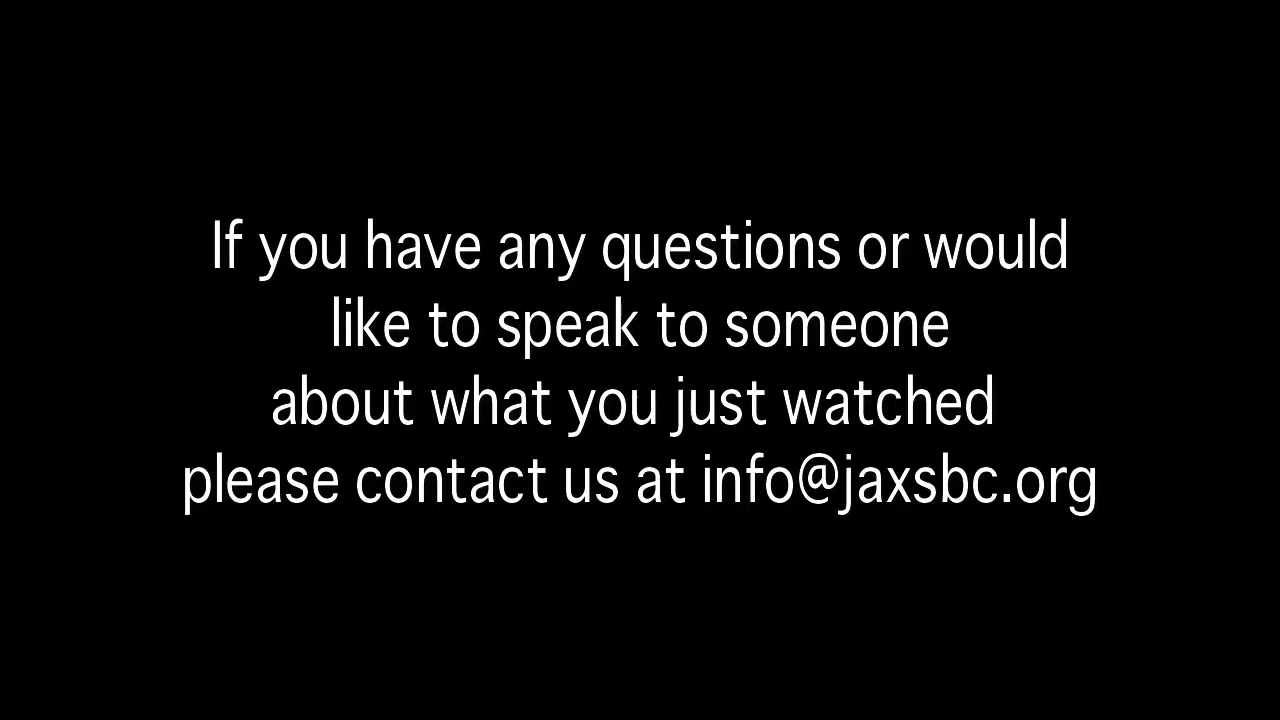 If you have any questions or would
like to speak to someone
about what you just watched
please contact us at info@jaxsbc.org